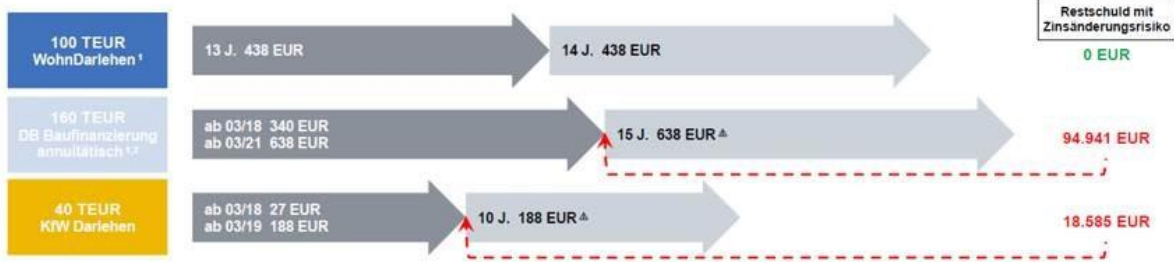 Restschuld mit
Zinsänderungsrisiko
100 TEUR
WohnDarlehen ¹
13 J. 438 EUR
14 J. 438 EUR
0 EUR
160 TEUR
DB Baufinanzierung
annuitätisch ¹,²
ab 03/18 340 EUR
ab 03/21 638 EUR
15 J. 638 EUR ⚠
94.941 EUR
40 TEUR
KfW Darlehen
ab 03/18 27 EUR
ab 03/19 188 EUR
10 J. 188 EUR ⚠
18.585 EUR